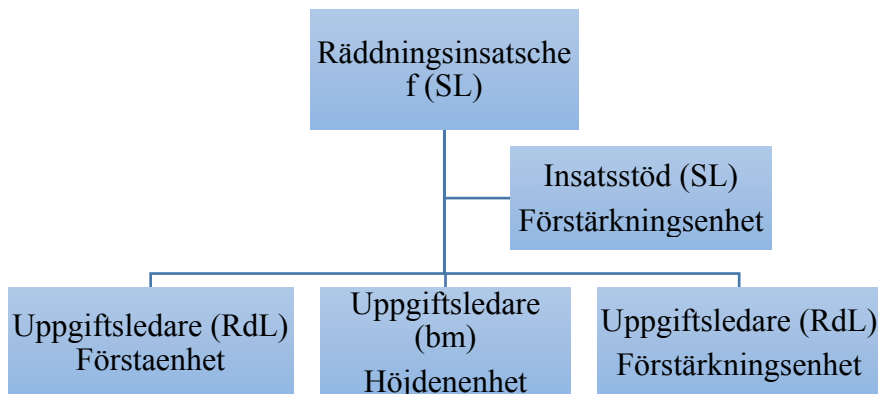 Räddningsinsatsche
f (SL)
Insatsstöd (SL)
Förstärkningsenhet
Uppgiftsledare (RdL)
Förstaenhet
Uppgiftsledare
(bm)
Höjdenenhet
Uppgiftsledare (RdL)
Förstärkningsenhet